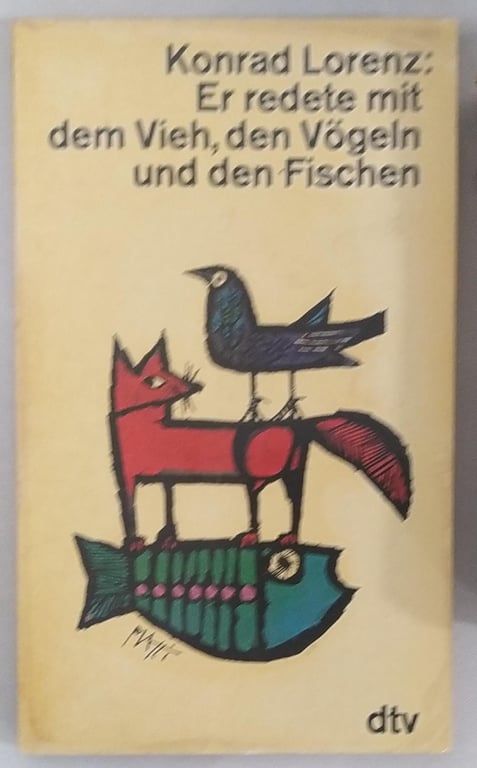 Konrad Lorenz:
Er redete mit
dem Vieh, den Vögeln
und den Fischen
dtv